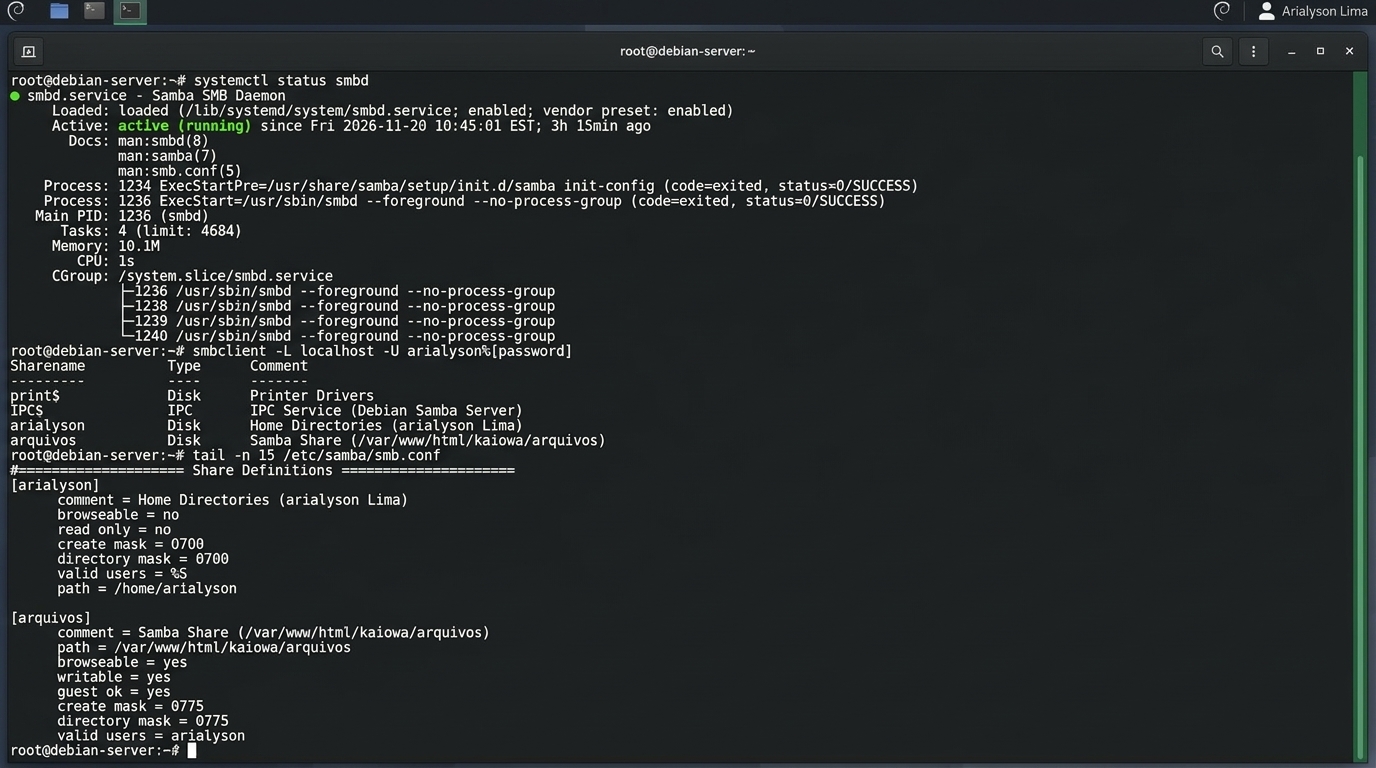 Arialyson Lima
root@debian-server: ~
root@debian-server:~# systemctl status smbd
● smbd.service - Samba SMB Daemon
Loaded: loaded (/lib/systemd/system/smbd.service; enabled; vendor preset: enabled)
Active: active (running) since Fri 2026-11-20 10:45:01 EST; 3h 15min ago
Docs: man:smbd(8)
man:samba(7)
man:smb.conf(5)
Process: 1234 ExecStartPre=/usr/share/samba/setup/init.d/samba init-config (code=exited, status=0/SUCCESS)
Process: 1236 ExecStart=/usr/sbin/smbd --foreground --no-process-group (code=exited, status=0/SUCCESS)
Main PID: 1236 (smbd)
Tasks: 4 (limit: 4684)
Memory: 10.1M
CPU: 1s
CGroup: /system.slice/smbd.service
├─1236 /usr/sbin/smbd --foreground --no-process-group
├─1238 /usr/sbin/smbd --foreground --no-process-group
├─1239 /usr/sbin/smbd --foreground --no-process-group
└─1240 /usr/sbin/smbd --foreground --no-process-group
root@debian-server:~# smbclient -L localhost -U arialyson%[password]
Sharename Type Comment
--------- ---- -------
print$ Disk Printer Drivers
IPC$ IPC IPC Service (Debian Samba Server)
arialyson Disk Home Directories (arialyson Lima)
arquivos Disk Samba Share (/var/www/html/kaiowa/arquivos)
root@debian-server:~# tail -n 15 /etc/samba/smb.conf
#==================== Share Definitions =====================
[arialyson]
comment = Home Directories (arialyson Lima)
browseable = no
read only = no
create mask = 0700
directory mask = 0700
valid users = %S
path = /home/arialyson
[arquivos]
comment = Samba Share (/var/www/html/kaiowa/arquivos)
path = /var/www/html/kaiowa/arquivos
browseable = yes
writable = yes
guest ok = yes
create mask = 0775
directory mask = 0775
valid users = arialyson
root@debian-server:~#